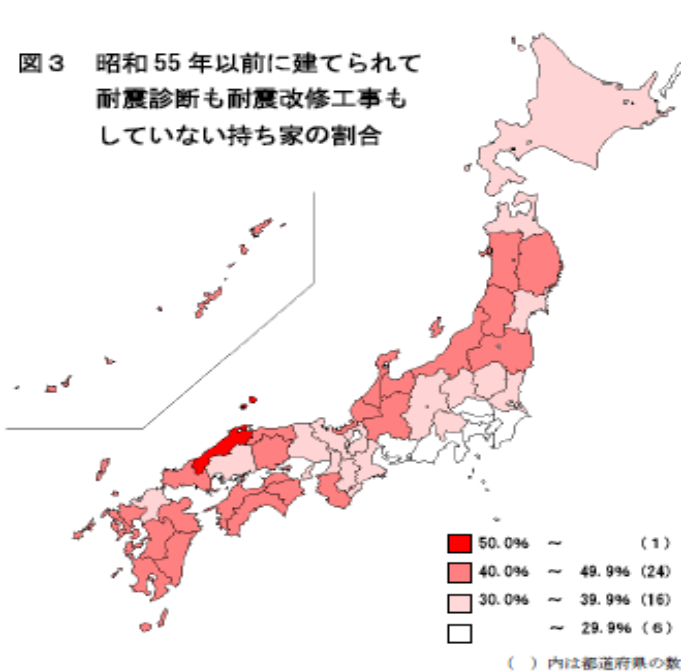 図3 昭和55年以前に建てられて
耐震診断も耐震改修工事も
していない持ち家の割合
50.0% ～ (1)
40.0% ～ 49.9% (24)
30.0% ～ 39.9% (16)
～ 29.9% (6)
( ) 内は都道府県の数